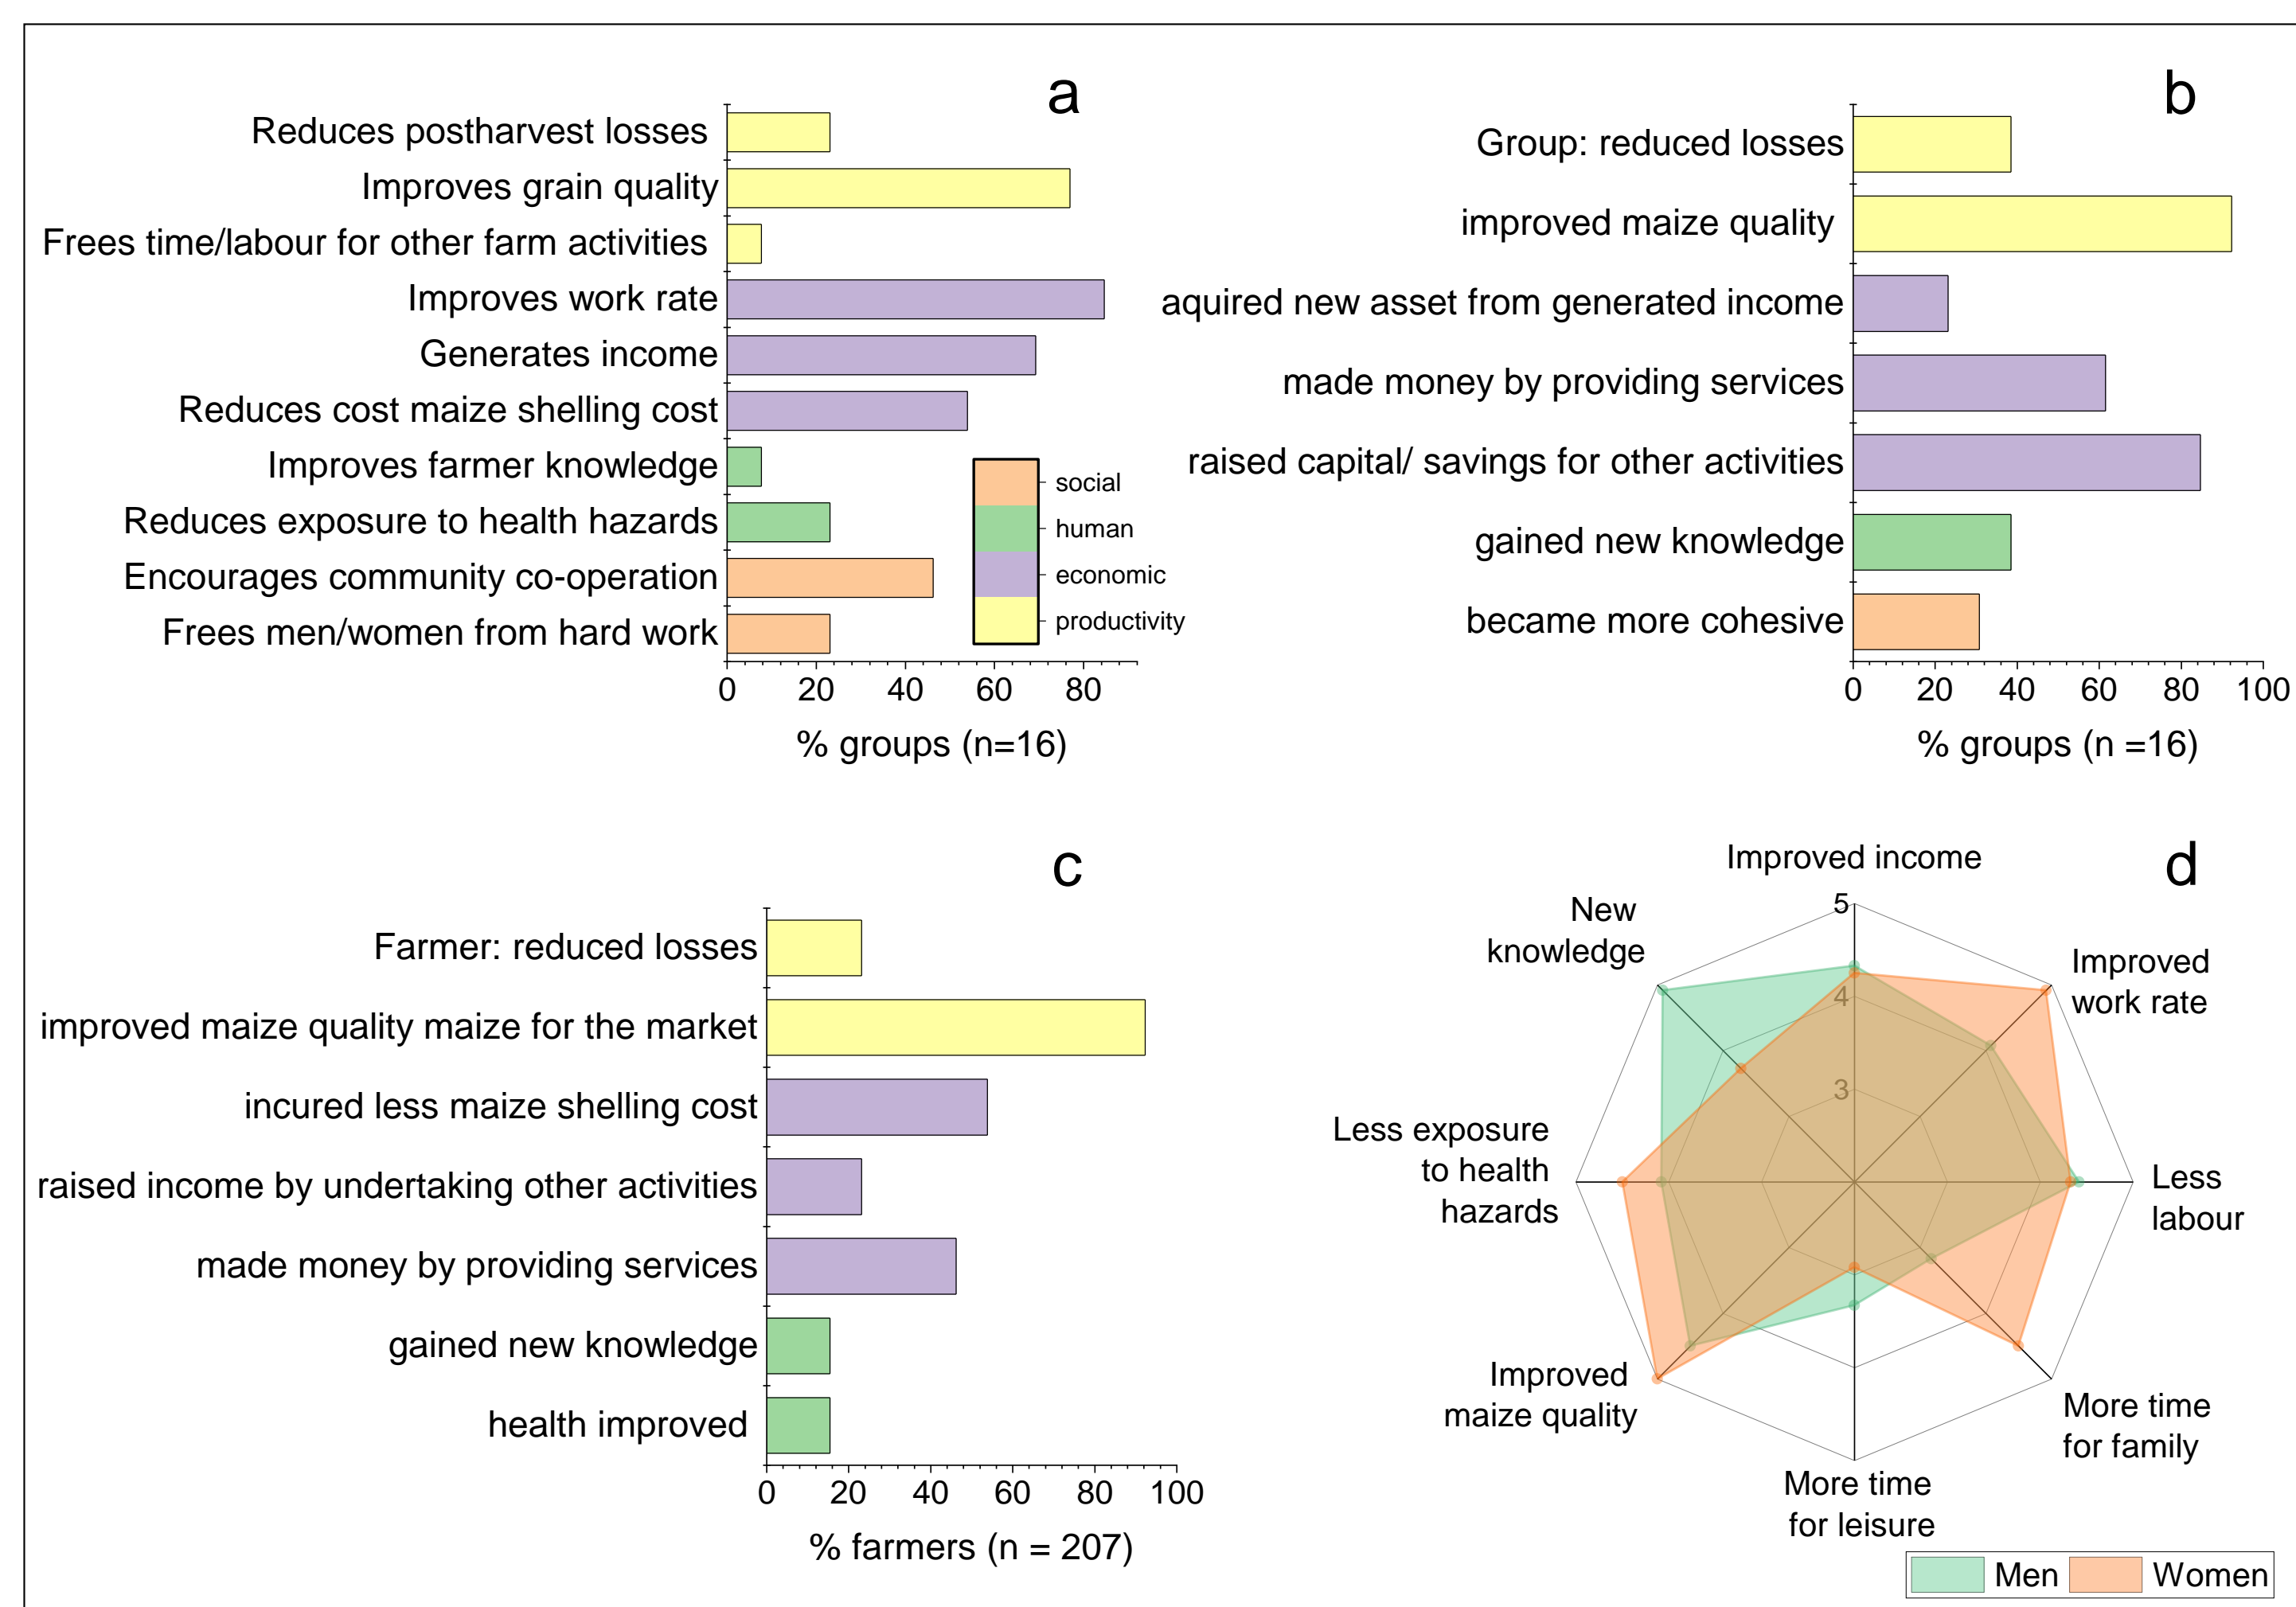 a
Reduces postharvest losses
Improves grain quality
Frees time/labour for other farm activities
Improves work rate
Generates income
Reduces cost maize shelling cost
Improves farmer knowledge
Reduces exposure to health hazards
Encourages community co-operation
Frees men/women from hard work
social
human
economic
productivity
0 20 40 60 80
% groups (n=16)
b
Group: reduced losses
improved maize quality
aquired new asset from generated income
made money by providing services
raised capital/ savings for other activities
gained new knowledge
became more cohesive
0 20 40 60 80 100
% groups (n =16)
c
Farmer: reduced losses
improved maize quality maize for the market
incured less maize shelling cost
raised income by undertaking other activities
made money by providing services
gained new knowledge
health improved
0 20 40 60 80 100
% farmers (n = 207)
d
Improved income
5
4
3
New
knowledge
Improved
work rate
Less exposure
to health
hazards
Less
labour
Improved
maize quality
More time
for family
More time
for leisure
Men Women